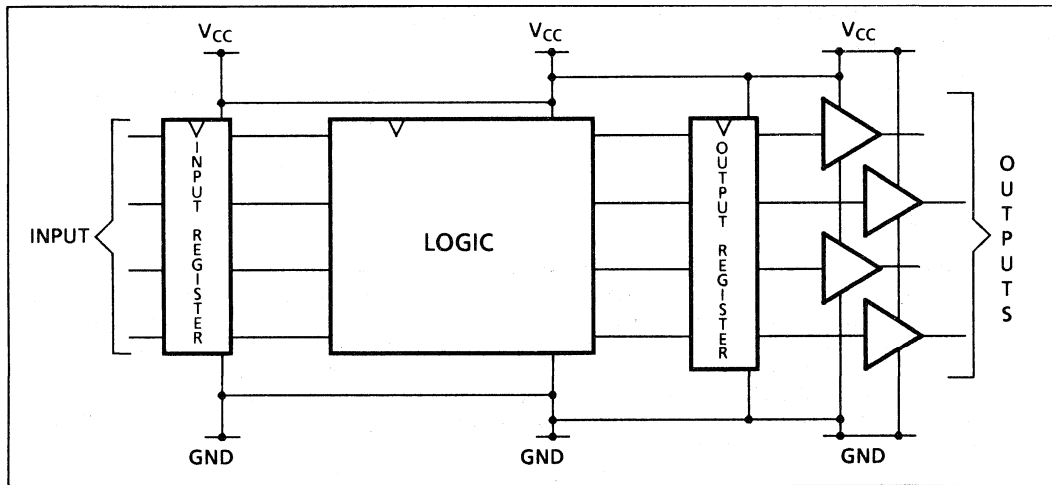 VCC VCC VCC
INPUT
INPUT REGISTER
LOGIC
OUTPUT REGISTER
OUTPUTS
GND GND GND